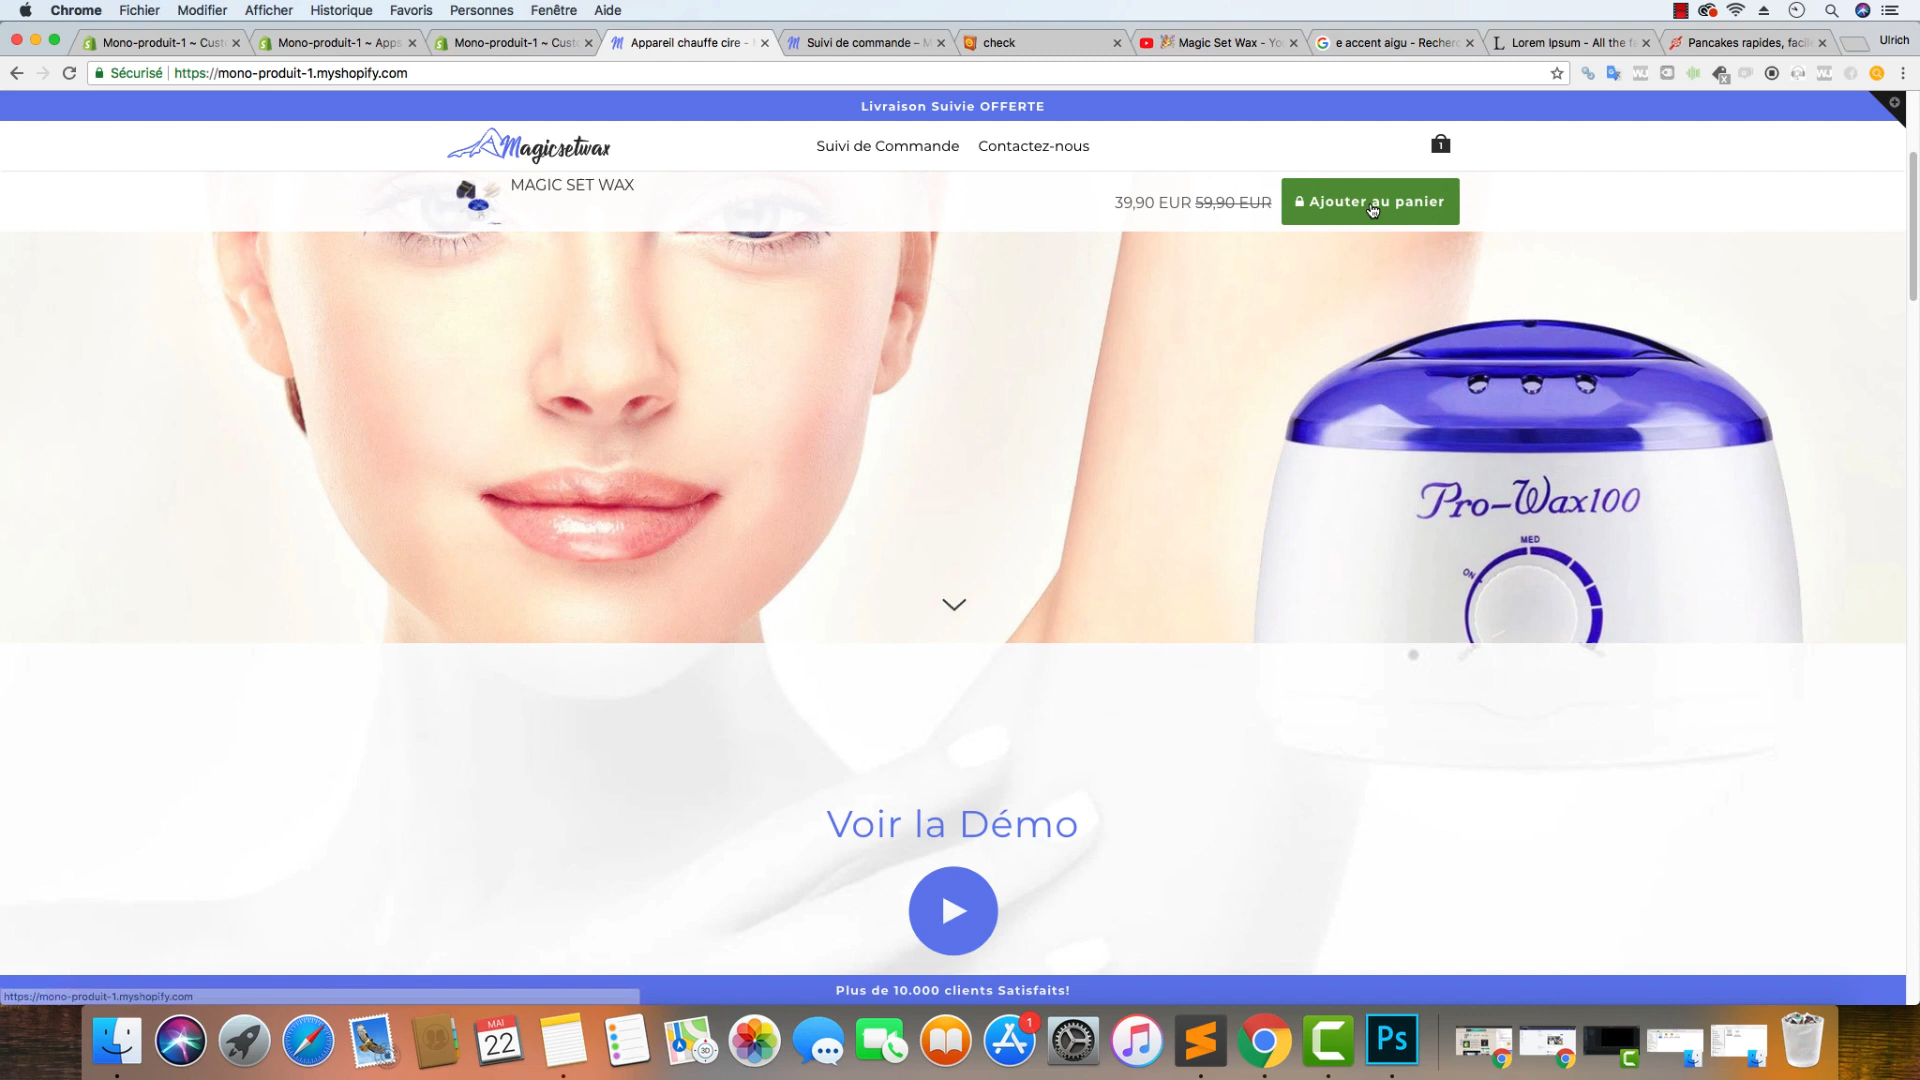 Chrome Fichier Modifier Afficher Historique Favoris Personnes Fenêtre Aide
Mono-produit-1 ~ Cust
Mono-produit-1 ~ Apps
Mono-produit-1 ~ Cust
Appareil chauffe cire -
Suivi de commande – M
check
Magic Set Wax - Yo
e accent aigu - Recher
Lorem Ipsum - All the fa
Pancakes rapides, facil
Ulrich
Sécurisé https://mono-produit-1.myshopify.com
Livraison Suivie OFFERTE
Magicsetwax
Suivi de Commande Contactez-nous
1
MAGIC SET WAX
39,90 EUR 59,90 EUR
Ajouter au panier
Pro-Wax100
MED
ON
Voir la Démo
Plus de 10.000 clients Satisfaits!
https://mono-produit-1.myshopify.com
MAI
22
3D
1
Ps